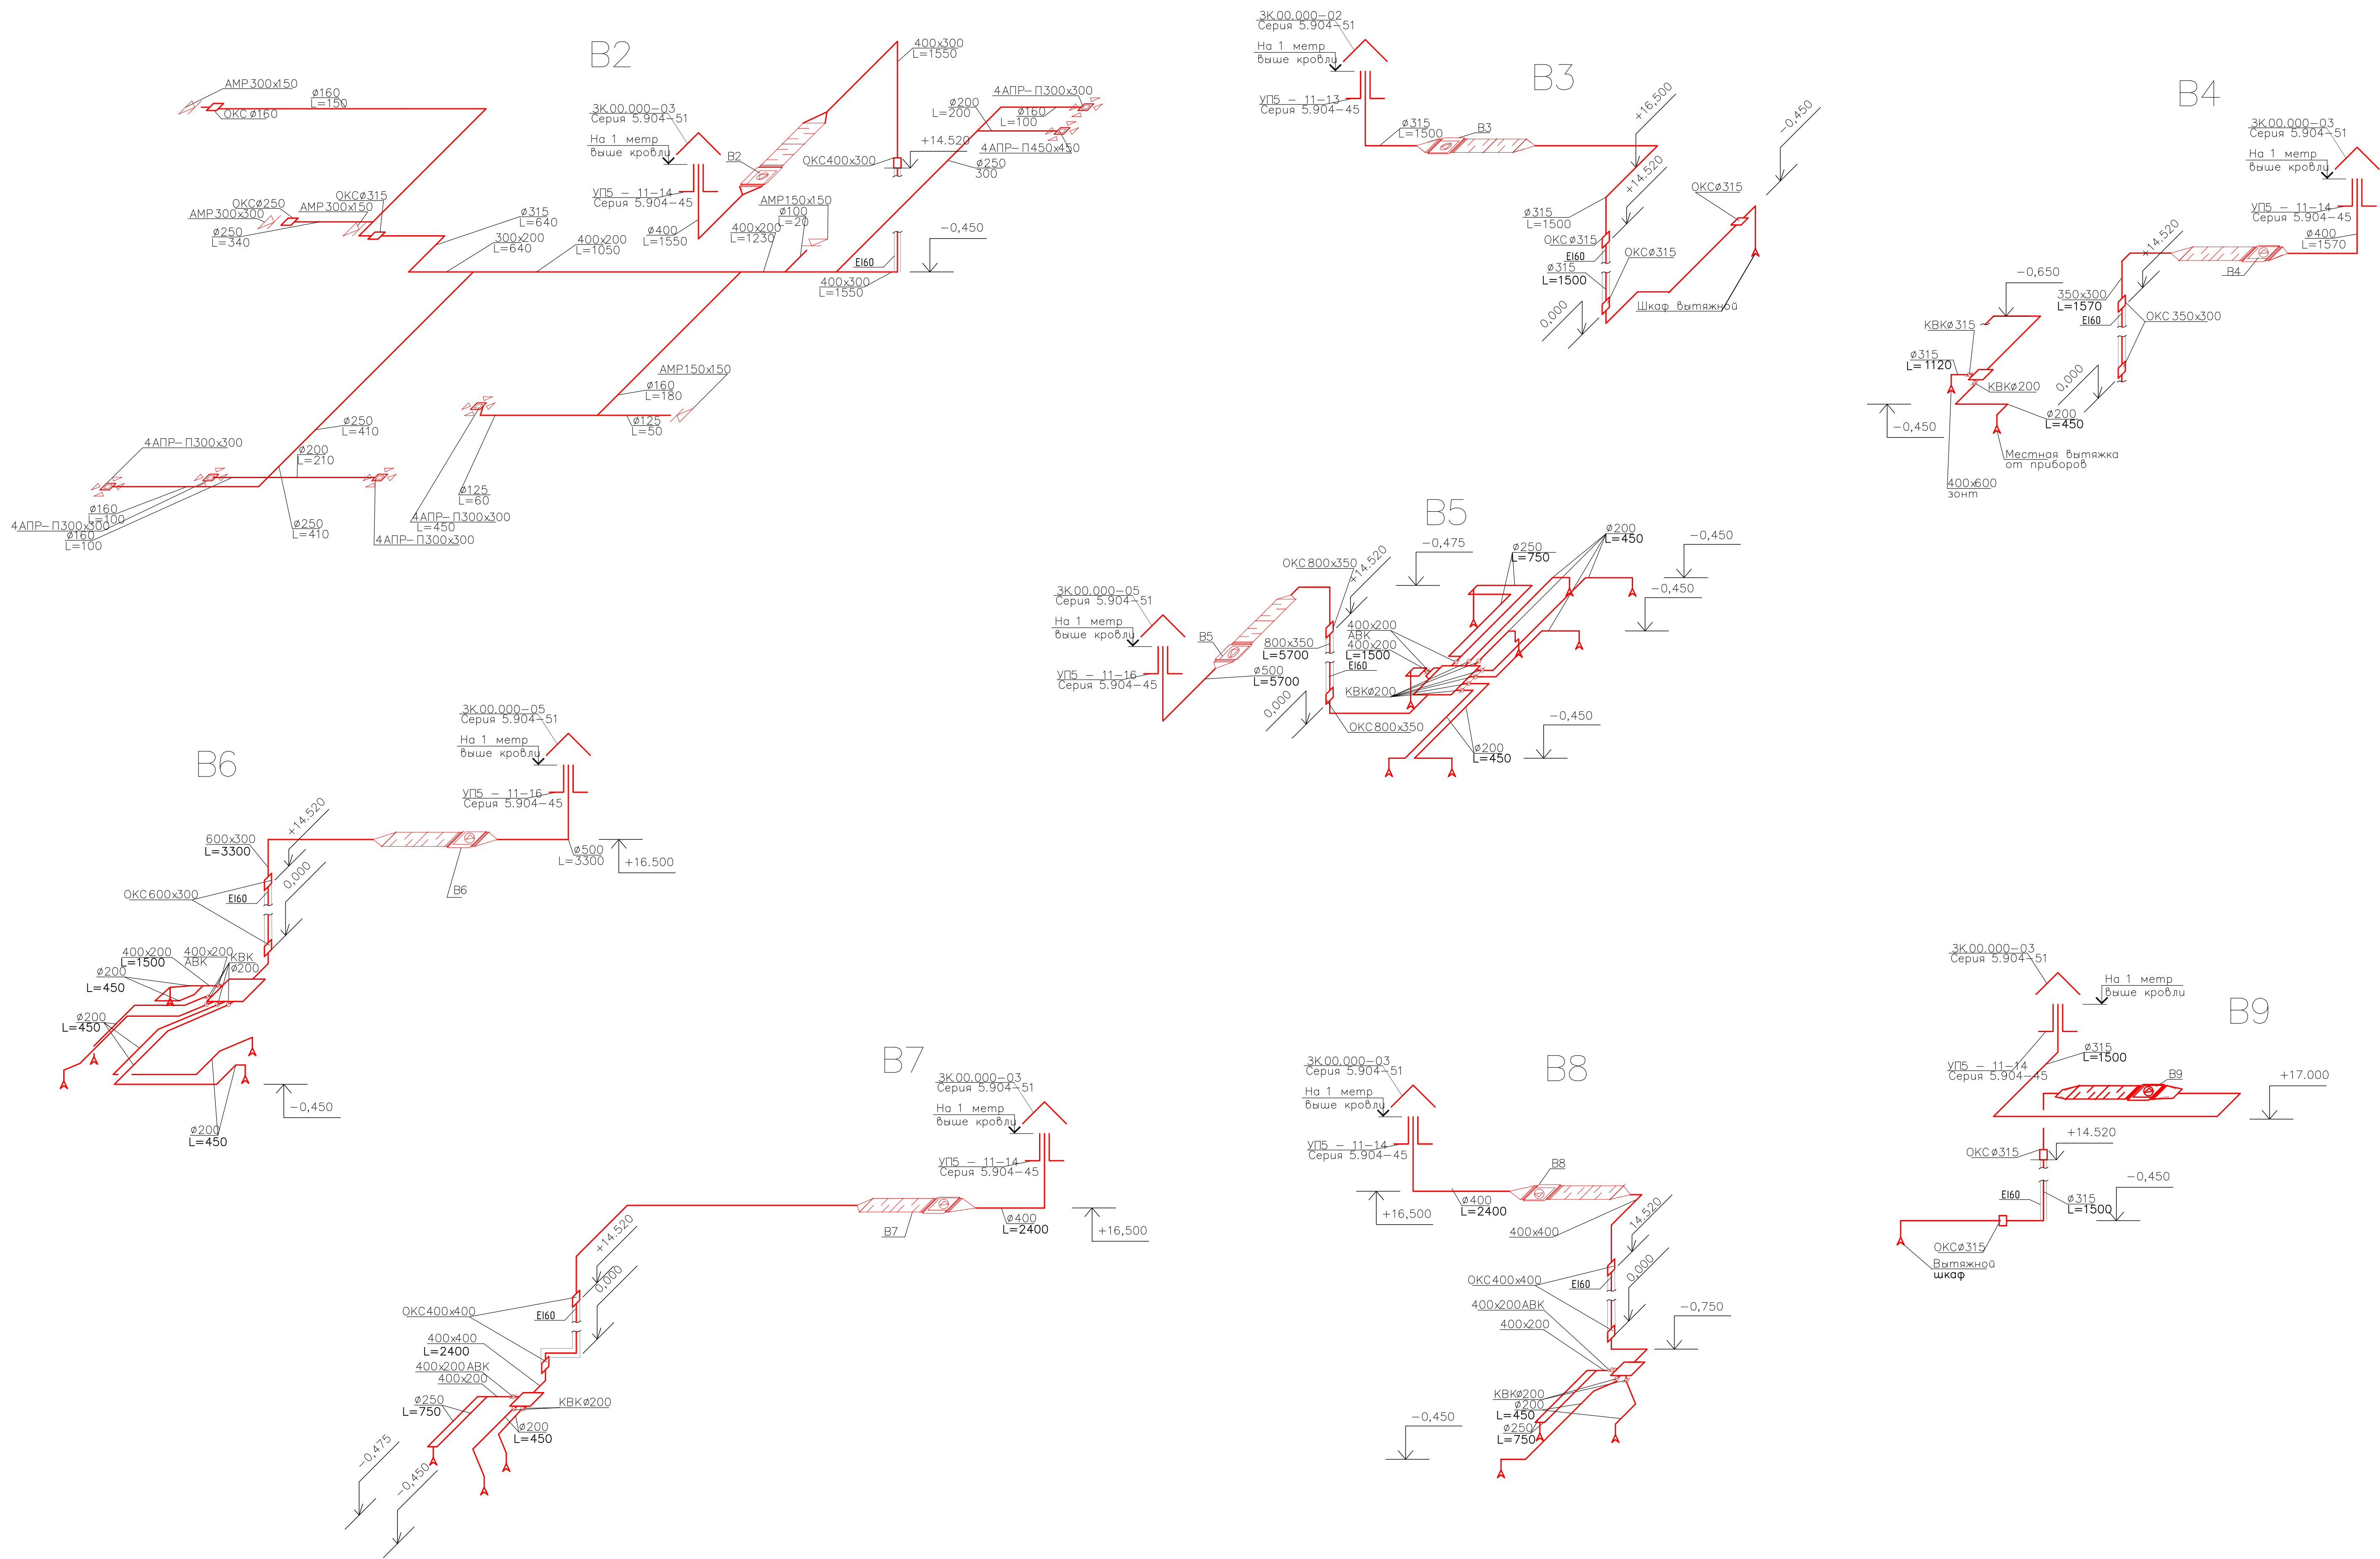 В2
АМР300х150
ø160
L=150
ОКСø160
ОКСø315
ОКСø250
АМР300х150
АМР300х300
ø250
L=340
ø315
L=640
300х200
L=640
400х200
L=1050
ЗК.00.000-03
Серия 5.904-51
На 1 метр
выше кровли
В2
УП5 - 11-14
Серия 5.904-45
ø400
L=1550
400х300
L=1550
ОКС400х300
+14.520
АМР150х150
ø100
L=20
400х200
L=1230
EI60
-0,450
400х300
L=1550
4АПР-П300х300
ø200
L=200
ø160
L=100
4АПР-П450х450
ø250
300
АМР150х150
ø160
L=180
ø125
L=50
ø250
L=410
ø200
L=210
4АПР-П300х300
ø160
L=100
4АПР-П300х300
ø160
L=100
ø250
L=410
4АПР-П300х300
ø125
L=60
4АПР-П300х300
L=450
В3
ЗК.00.000-02
Серия 5.904-51
На 1 метр
выше кровли
УП5 - 11-13
Серия 5.904-45
ø315
L=1500
В3
+16,500
+14.520
-0,450
ОКСø315
ø315
L=1500
ОКСø315
EI60
ОКСø315
ø315
L=1500
Шкаф вытяжной
0,000
В4
ЗК.00.000-03
Серия 5.904-51
На 1 метр
выше кровли
УП5 - 11-14
Серия 5.904-45
ø400
L=1570
В4
+14.520
-0,650
350х300
L=1570
EI60
ОКС350х300
КВКø315
ø315
L=1120
КВКø200
0,000
-0,450
ø200
L=450
Местная вытяжка
от приборов
400х600
зонт
В5
ЗК.00.000-05
Серия 5.904-51
На 1 метр
выше кровли
УП5 - 11-16
Серия 5.904-45
В5
ø500
L=5700
ОКС800х350
+14.520
-0,475
ø250
L=750
ø200
L=450
-0,450
-0,450
800х350
L=5700
400х200
АВК
400х200
L=1500
EI60
КВКø200
0,000
ОКС800х350
-0,450
ø200
L=450
В6
ЗК.00.000-05
Серия 5.904-51
На 1 метр
выше кровли
УП5 - 11-16
Серия 5.904-45
+14.520
600х300
L=3300
0,000
ОКС600х300
EI60
В6
ø500
L=3300
+16.500
400х200
L=1500
400х200
АВК
КВК
ø200
ø200
L=450
ø200
L=450
-0,450
ø200
L=450
В7
ЗК.00.000-03
Серия 5.904-51
На 1 метр
выше кровли
УП5 - 11-14
Серия 5.904-45
В7
ø400
L=2400
+16,500
+14.520
0,000
ОКС400х400
EI60
400х400
L=2400
400х200АВК
400х200
ø250
L=750
КВКø200
ø200
L=450
-0,475
-0,450
В8
ЗК.00.000-03
Серия 5.904-51
На 1 метр
выше кровли
УП5 - 11-14
Серия 5.904-45
В8
+16,500
ø400
L=2400
400х400
14.520
0,000
ОКС400х400
EI60
400х200АВК
400х200
-0,750
КВКø200
ø200
L=450
ø250
L=750
-0,450
В9
ЗК.00.000-03
Серия 5.904-51
На 1 метр
выше кровли
УП5 - 11-14
Серия 5.904-45
ø315
L=1500
В9
+17.000
+14.520
ОКСø315
EI60
ø315
L=1500
-0,450
ОКСø315
Вытяжной
шкаф